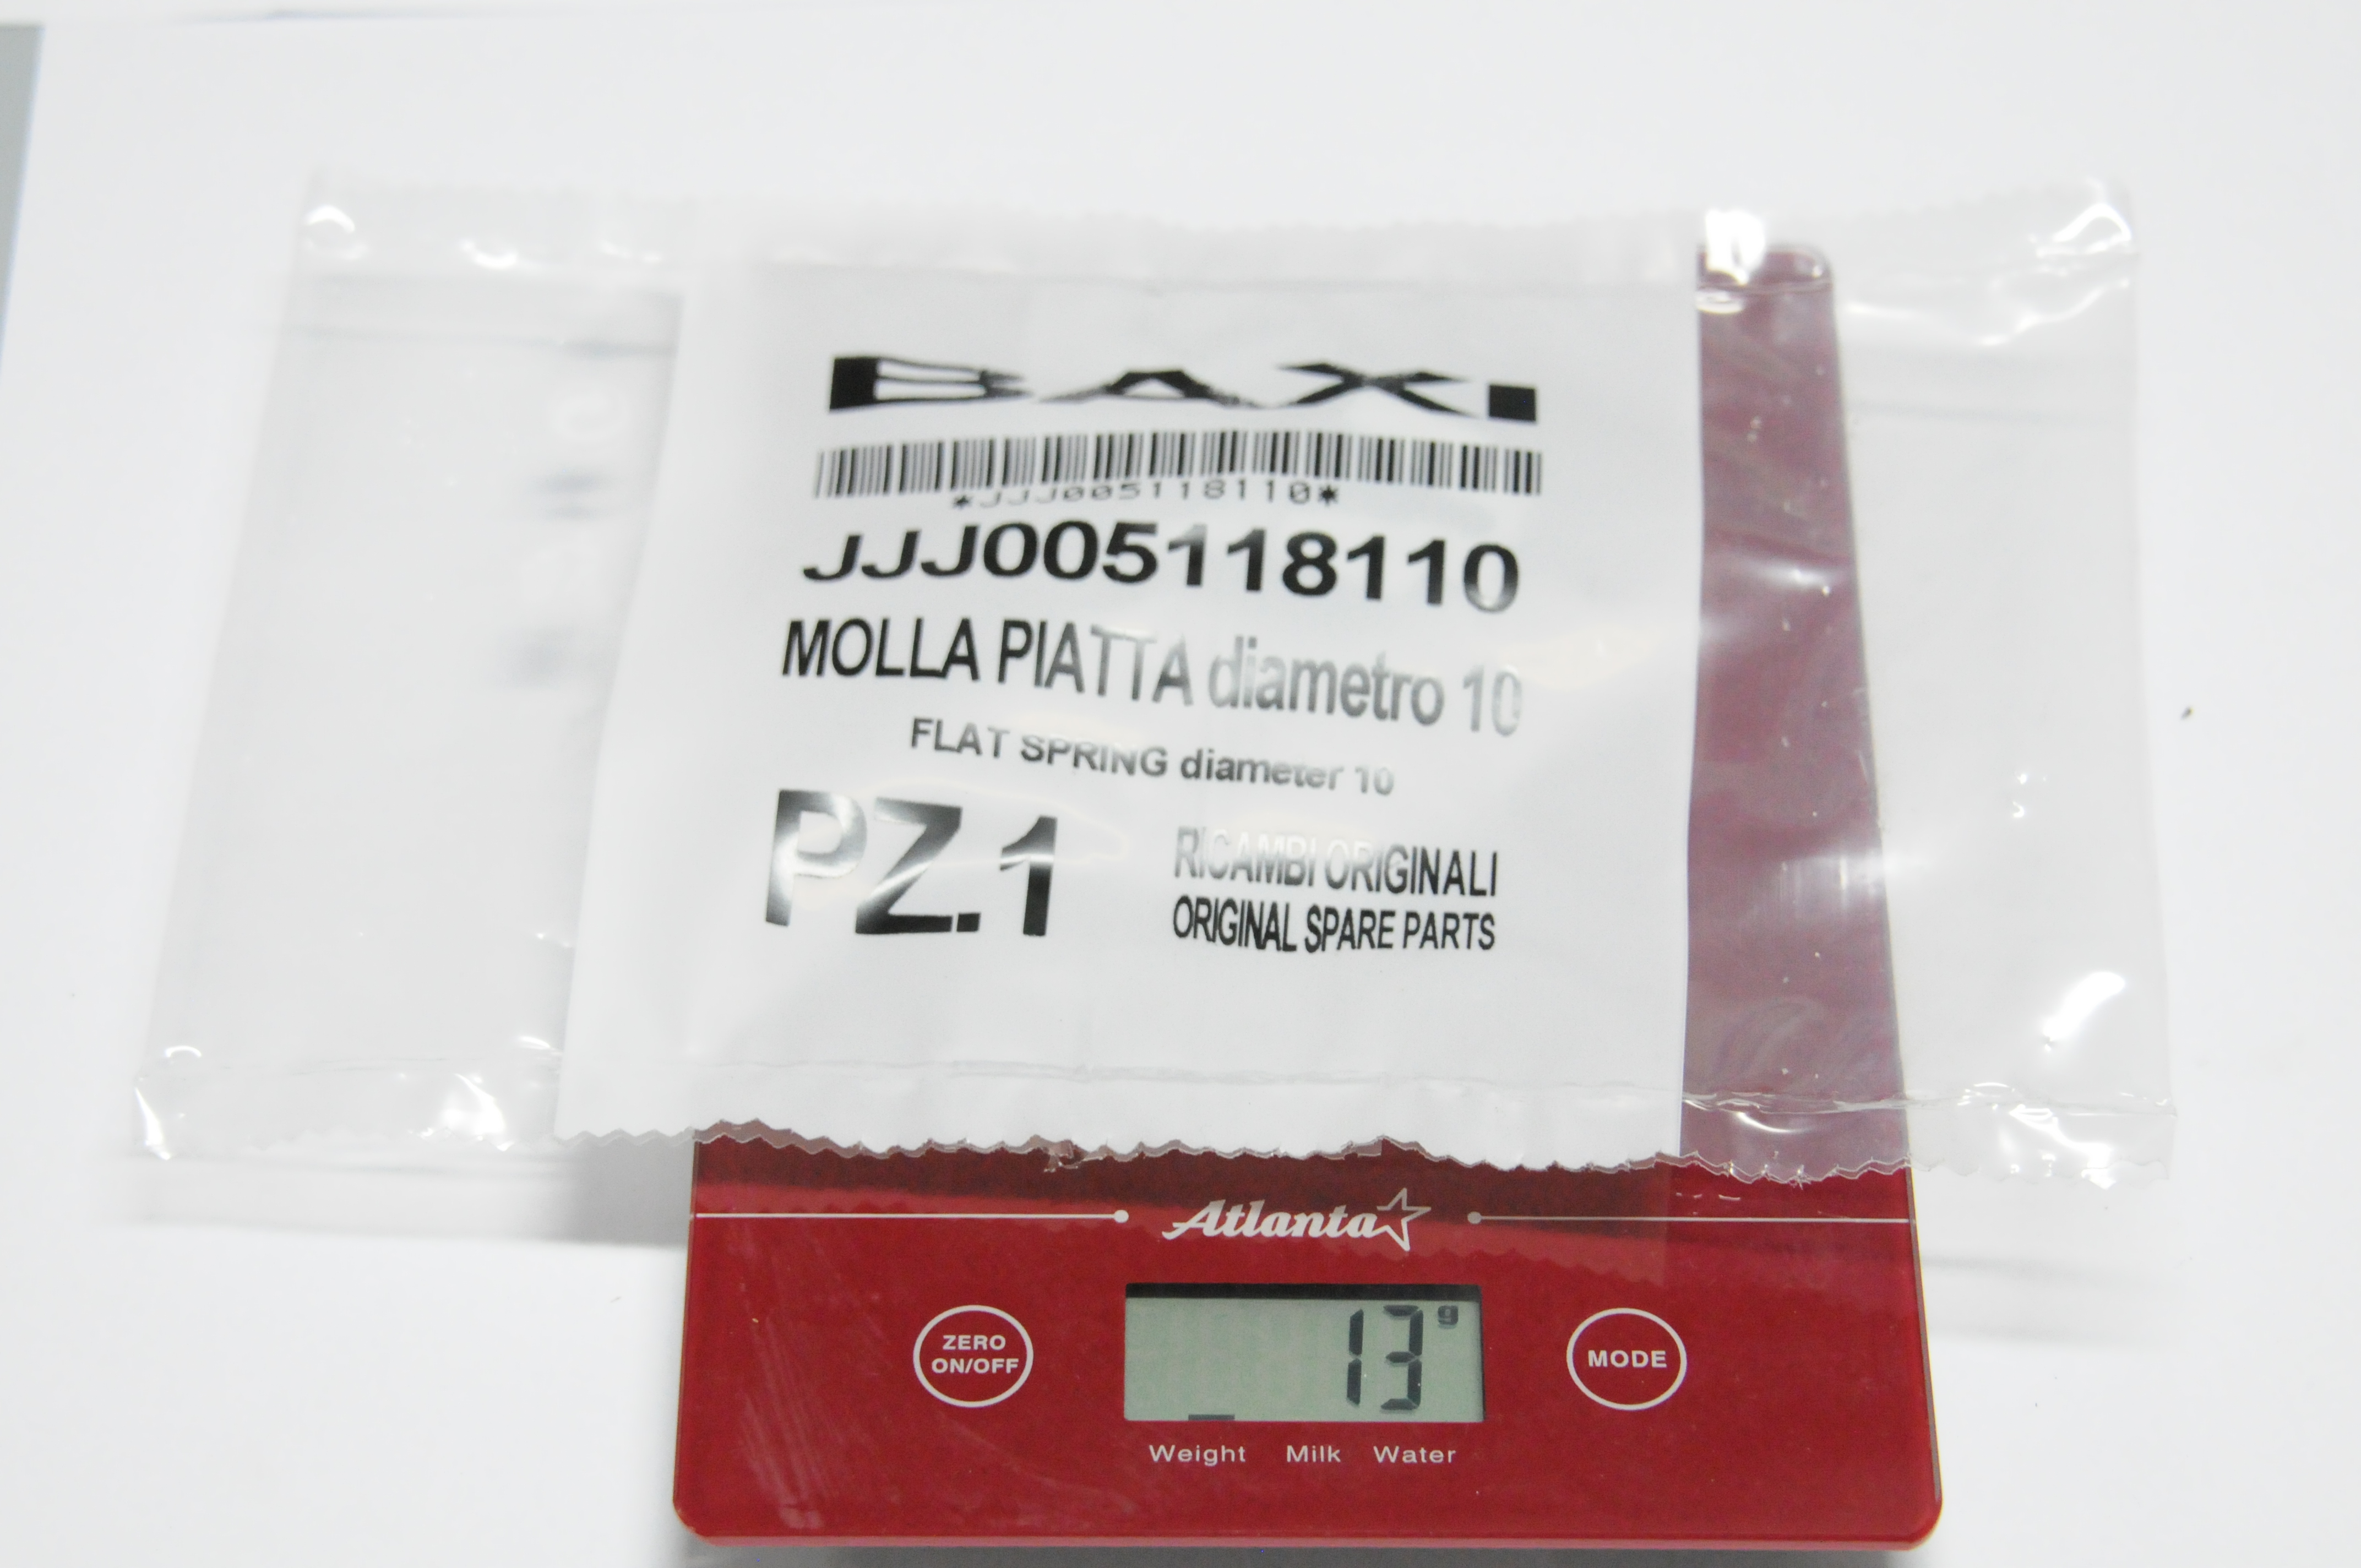 BAXI
*JJJ005118110*
JJJ005118110
MOLLA PIATTA diametro 10
FLAT SPRING diameter 10
PZ.1
RICAMBI ORIGINALI
ORIGINAL SPARE PARTS
Atlanta
ZERO
ON/OFF
13 g
MODE
Weight Milk Water